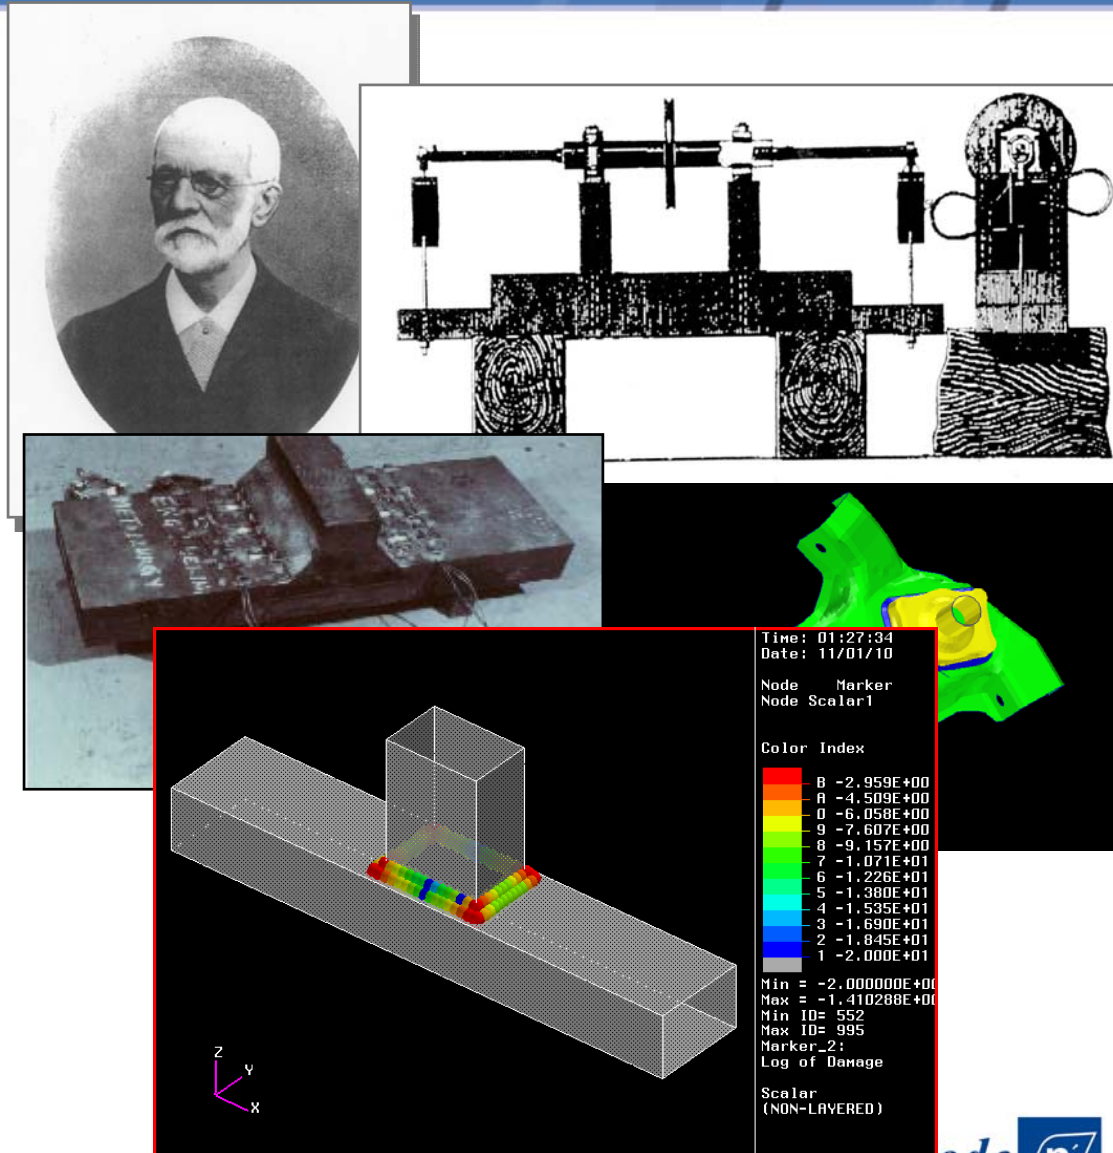 METALLURGY
Time: 01:27:34
Date: 11/01/10
Node Marker
Node Scalar1
Color Index
B -2.959E+00
A -4.509E+00
0 -6.058E+00
9 -7.607E+00
8 -9.157E+00
7 -1.071E+01
6 -1.226E+01
5 -1.380E+01
4 -1.535E+01
3 -1.690E+01
2 -1.845E+01
1 -2.000E+01
Min = -2.000000E+0
Max = -1.410288E+0
Min ID= 552
Max ID= 995
Marker_2:
Log of Damage
Scalar
(NON-LAYERED)
Z
Y
X